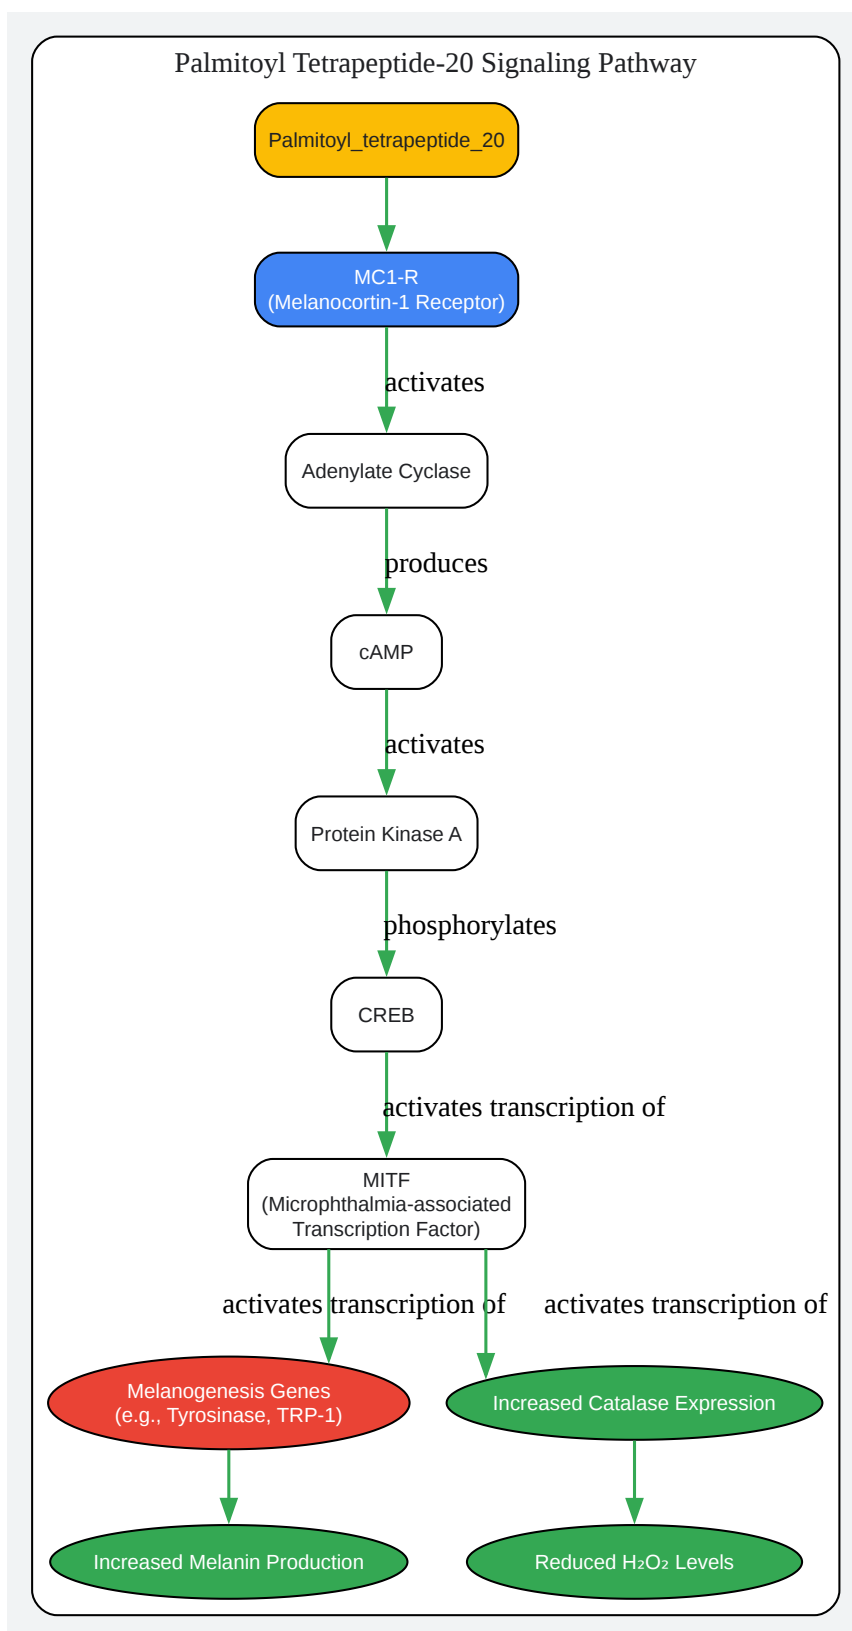 Palmitoyl Tetrapeptide-20 Signaling Pathway
Palmitoyl_tetrapeptide_20
MC1-R
(Melanocortin-1 Receptor)
activates
Adenylate Cyclase
produces
cAMP
activates
Protein Kinase A
phosphorylates
CREB
activates transcription of
MITF
(Microphthalmia-associated
Transcription Factor)
activates transcription of
activates transcription of
Melanogenesis Genes
(e.g., Tyrosinase, TRP-1)
Increased Catalase Expression
Increased Melanin Production
Reduced H₂O₂ Levels